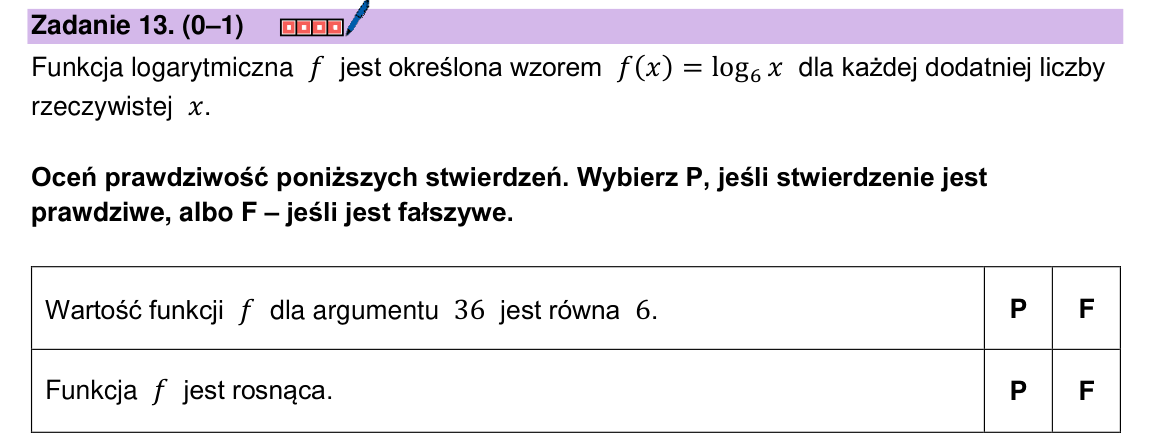 Zadanie 13. (0–1)
Funkcja logarytmiczna f jest określona wzorem f(x) = log₆ x dla każdej dodatniej liczby
rzeczywistej x.
Oceń prawdziwość poniższych stwierdzeń. Wybierz P, jeśli stwierdzenie jest
prawdziwe, albo F – jeśli jest fałszywe.
Wartość funkcji f dla argumentu 36 jest równa 6. P F
Funkcja f jest rosnąca. P F